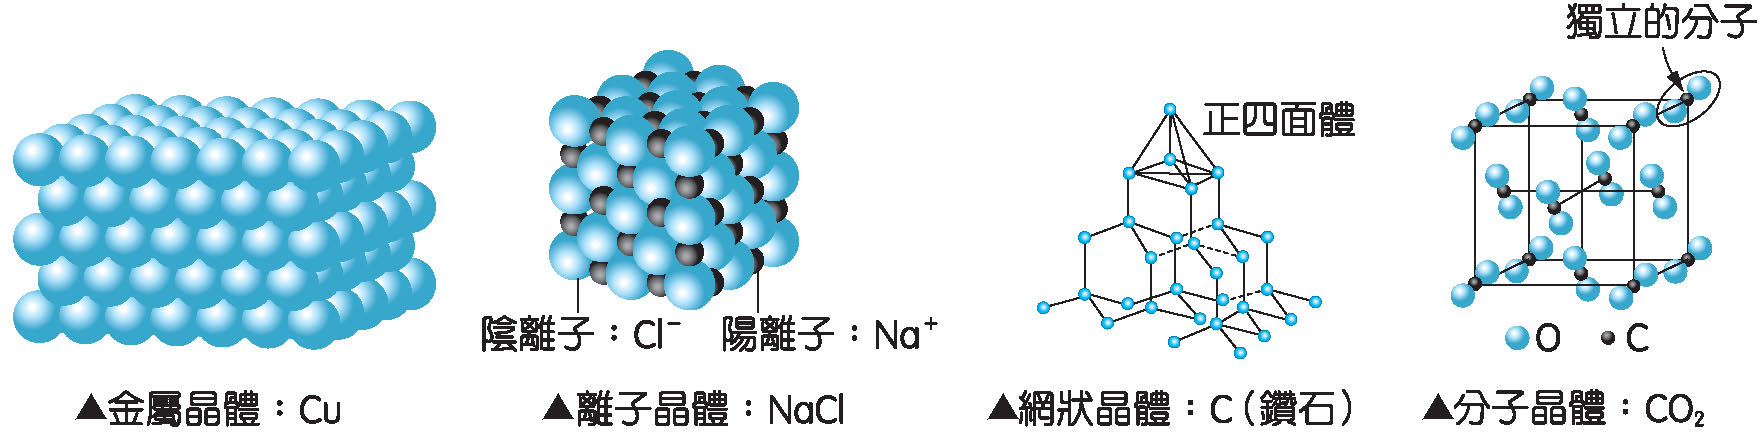 獨立的分子
正四面體
陰離子：Cl⁻
陽離子：Na⁺
O
C
▲金屬晶體：Cu
▲離子晶體：NaCl
▲網狀晶體：C（鑽石）
▲分子晶體：CO₂